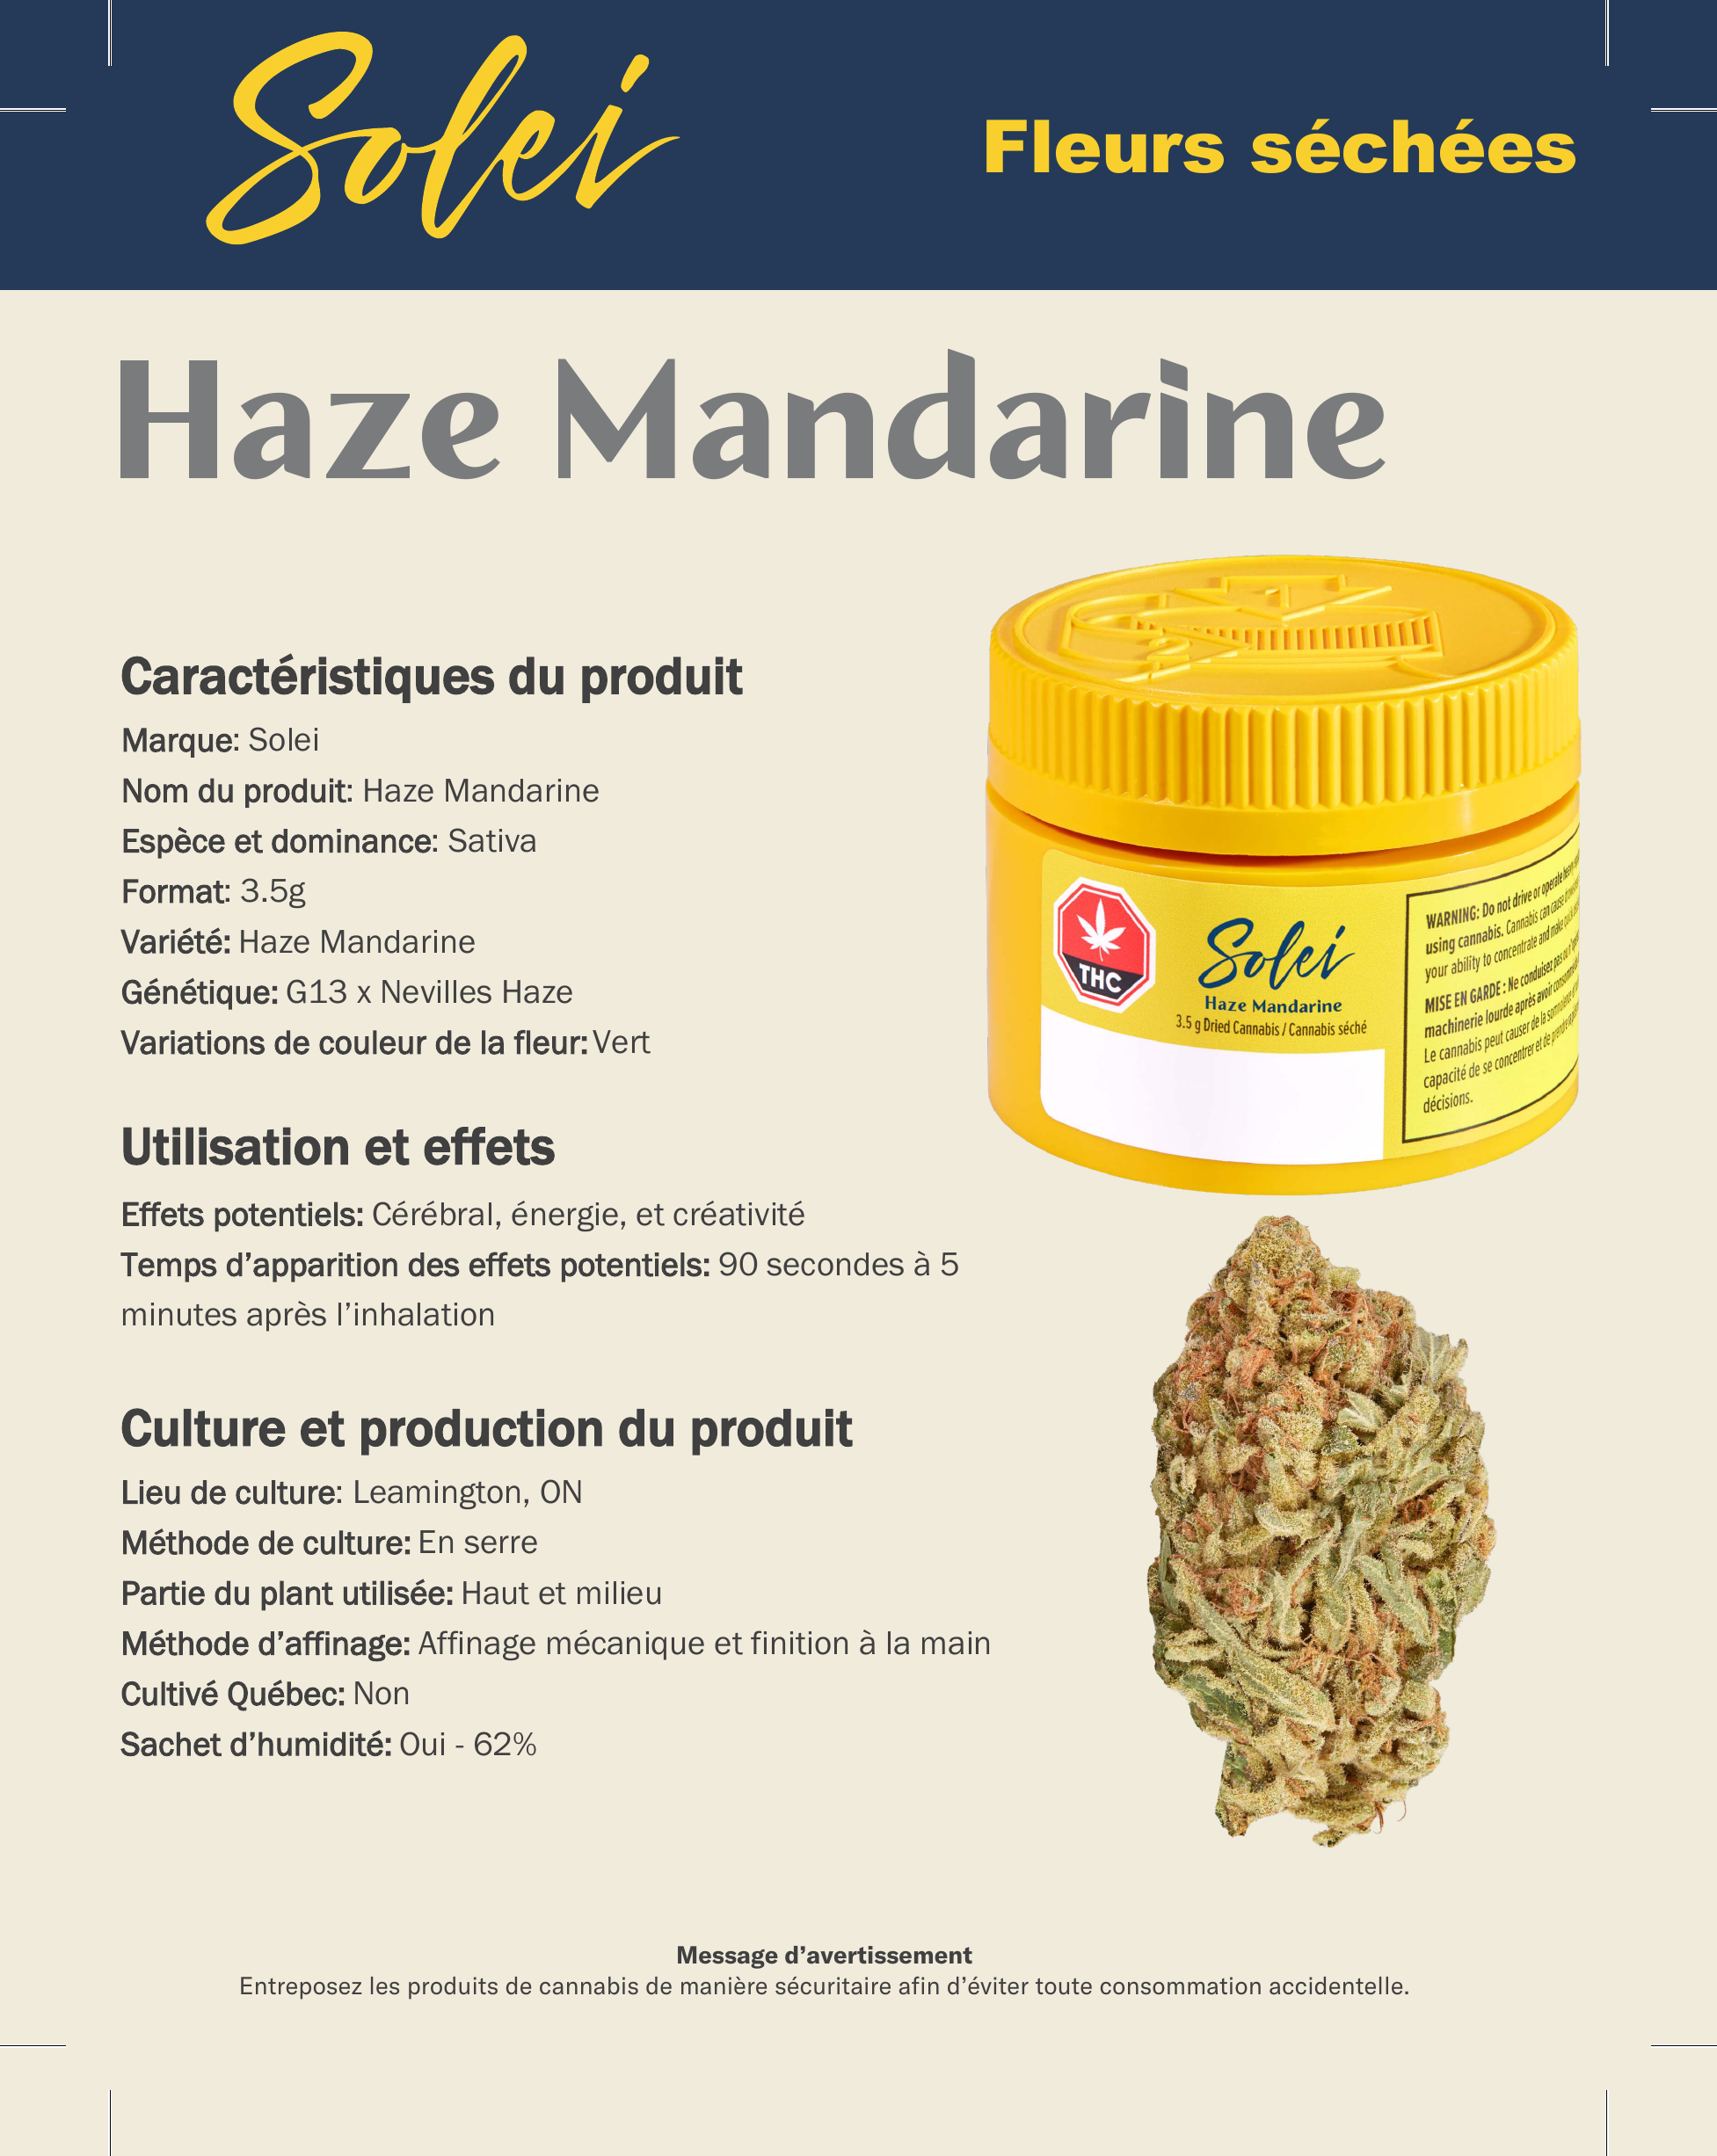 Solei
Fleurs séchées
Haze Mandarine
Caractéristiques du produit
Marque: Solei
Nom du produit: Haze Mandarine
Espèce et dominance: Sativa
Format: 3.5g
Variété: Haze Mandarine
Génétique: G13 x Nevilles Haze
Variations de couleur de la fleur: Vert
Utilisation et effets
Effets potentiels: Cérébral, énergie, et créativité
Temps d’apparition des effets potentiels: 90 secondes à 5
minutes après l’inhalation
Culture et production du produit
Lieu de culture: Leamington, ON
Méthode de culture: En serre
Partie du plant utilisée: Haut et milieu
Méthode d’affinage: Affinage mécanique et finition à la main
Cultivé Québec: Non
Sachet d’humidité: Oui - 62%
THC
Solei
Haze Mandarine
3.5 g Dried Cannabis / Cannabis séché
WARNING: Do not drive or operate heavy
using cannabis. Cannabis can cause
your ability to concentrate and make
MISE EN GARDE : Ne conduisez pas ou
machinerie lourde après avoir
Le cannabis peut causer de la somnolence
capacité de se concentrer et de prendre
décisions.
Message d’avertissement
Entreposez les produits de cannabis de manière sécuritaire afin d’éviter toute consommation accidentelle.